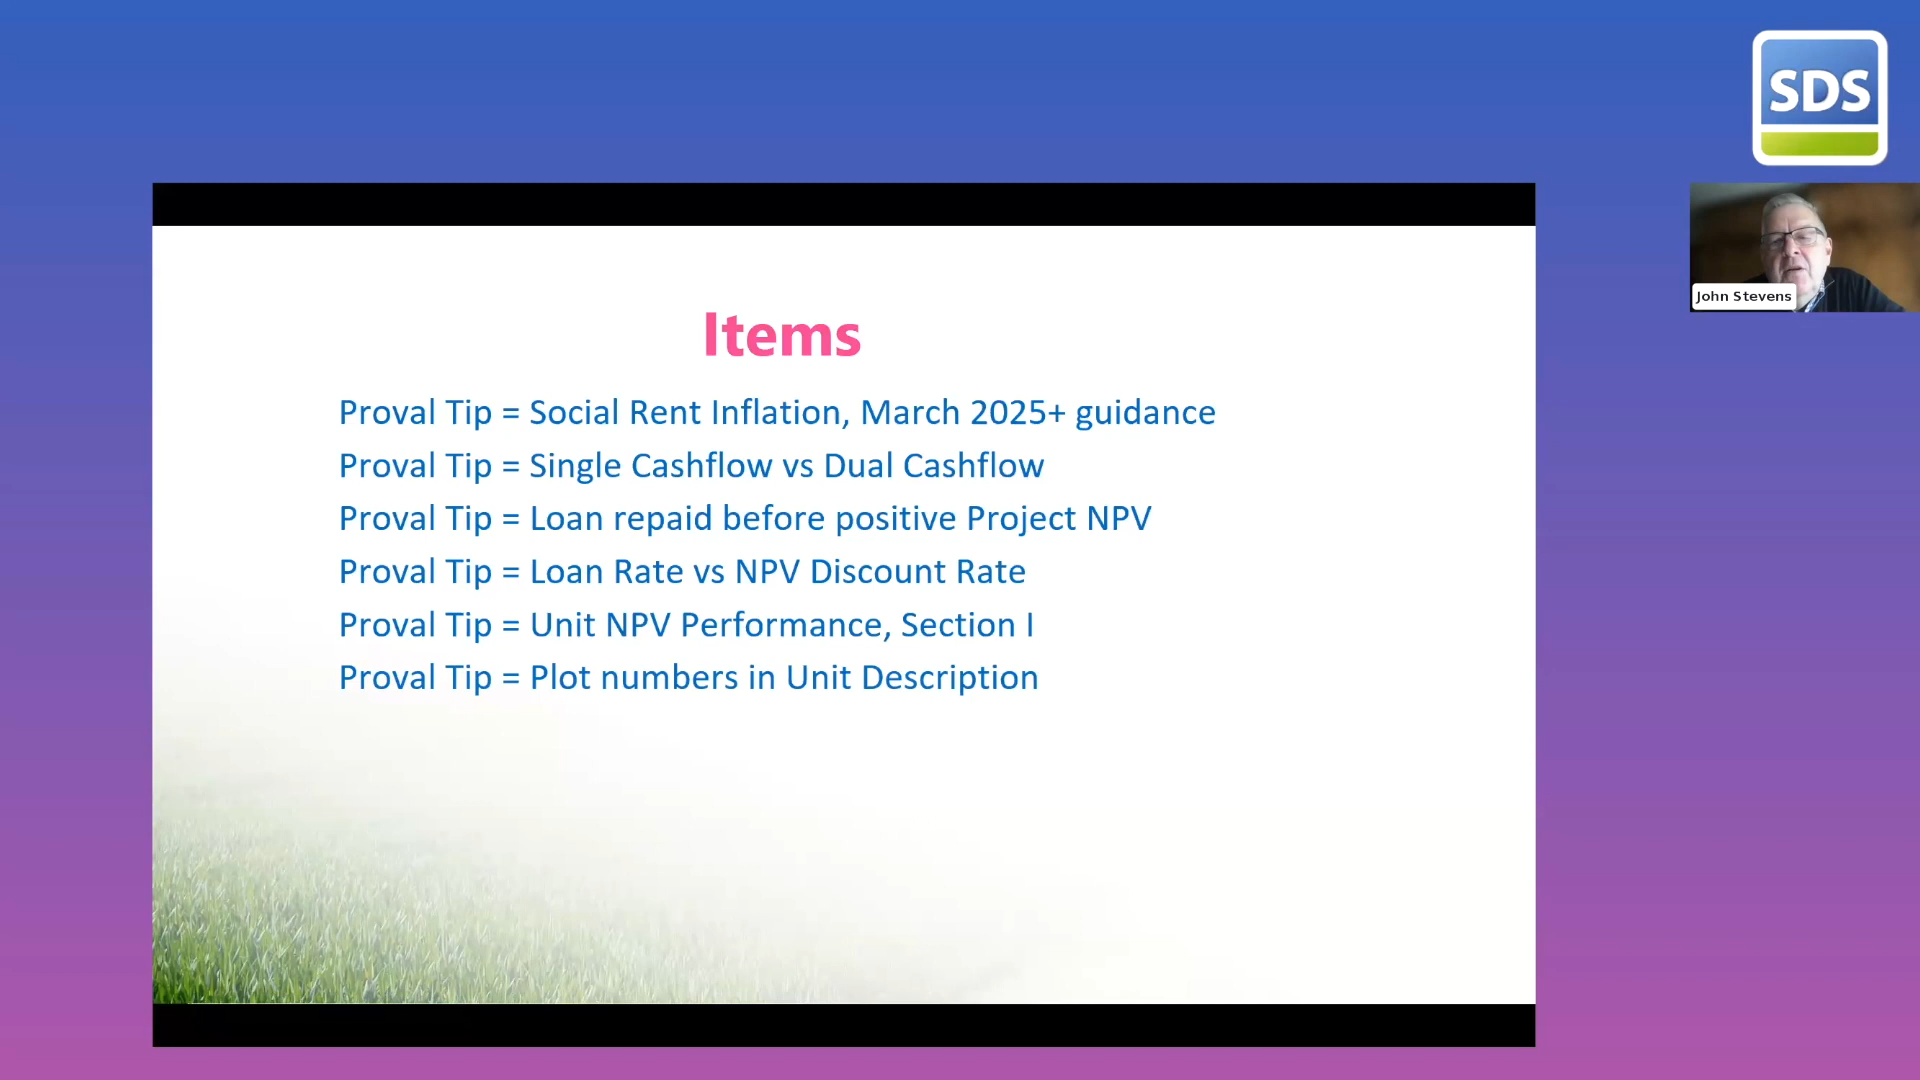 SDS
John Stevens
Items
Proval Tip = Social Rent Inflation, March 2025+ guidance
Proval Tip = Single Cashflow vs Dual Cashflow
Proval Tip = Loan repaid before positive Project NPV
Proval Tip = Loan Rate vs NPV Discount Rate
Proval Tip = Unit NPV Performance, Section I
Proval Tip = Plot numbers in Unit Description